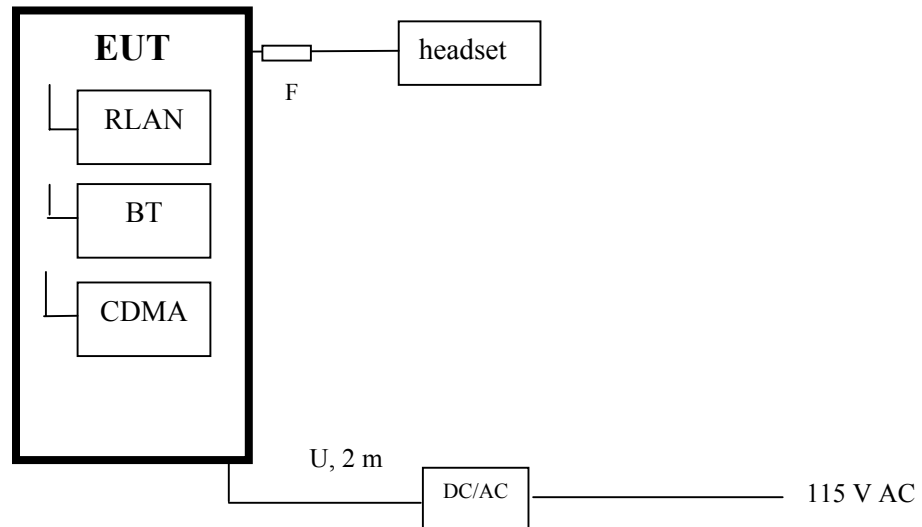 EUT
headset
F
RLAN
BT
CDMA
U, 2 m
DC/AC
115 V AC